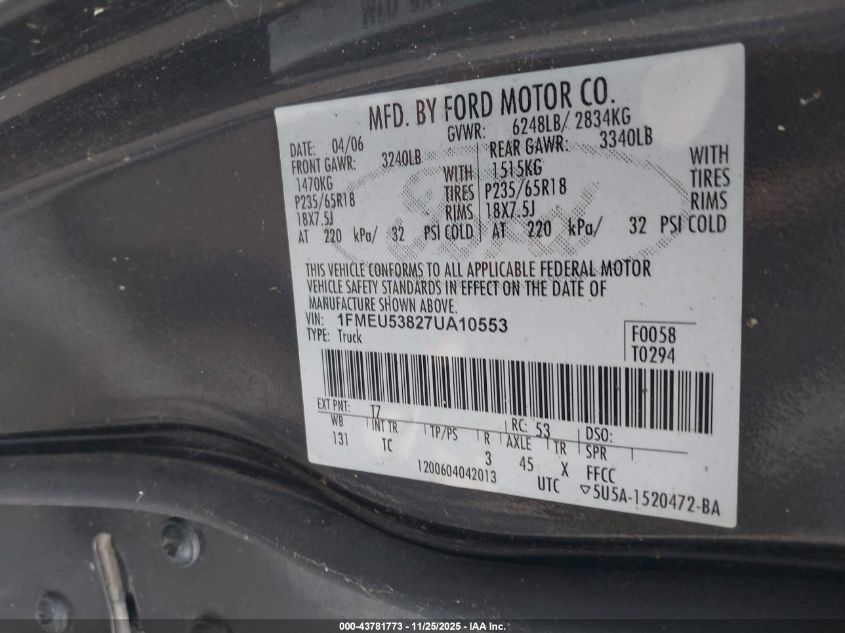 MFD. BY FORD MOTOR CO.
DATE: 04/06 GVWR: 6248LB/ 2834KG
FRONT GAWR: 3240LB REAR GAWR: 3340LB
1470KG WITH 1515KG WITH
P235/65R18 TIRES P235/65R18 TIRES
18X7.5J RIMS 18X7.5J RIMS
AT 220 kPa/ 32 PSI COLD AT 220 kPa/ 32 PSI COLD
THIS VEHICLE CONFORMS TO ALL APPLICABLE FEDERAL MOTOR
VEHICLE SAFETY STANDARDS IN EFFECT ON THE DATE OF
MANUFACTURE SHOWN ABOVE.
VIN: 1FMEU53827UA10553 F0058
TYPE: Truck T0294
EXT PNT: T7 RC: 53 DSO:
WB INT TR TP/PS R AXLE TR SPR
131 TC 3 45 X FFCC
1200604042013 UTC ▽5U5A-1520472-BA
000-43781773 - 11/25/2025 - IAA Inc.